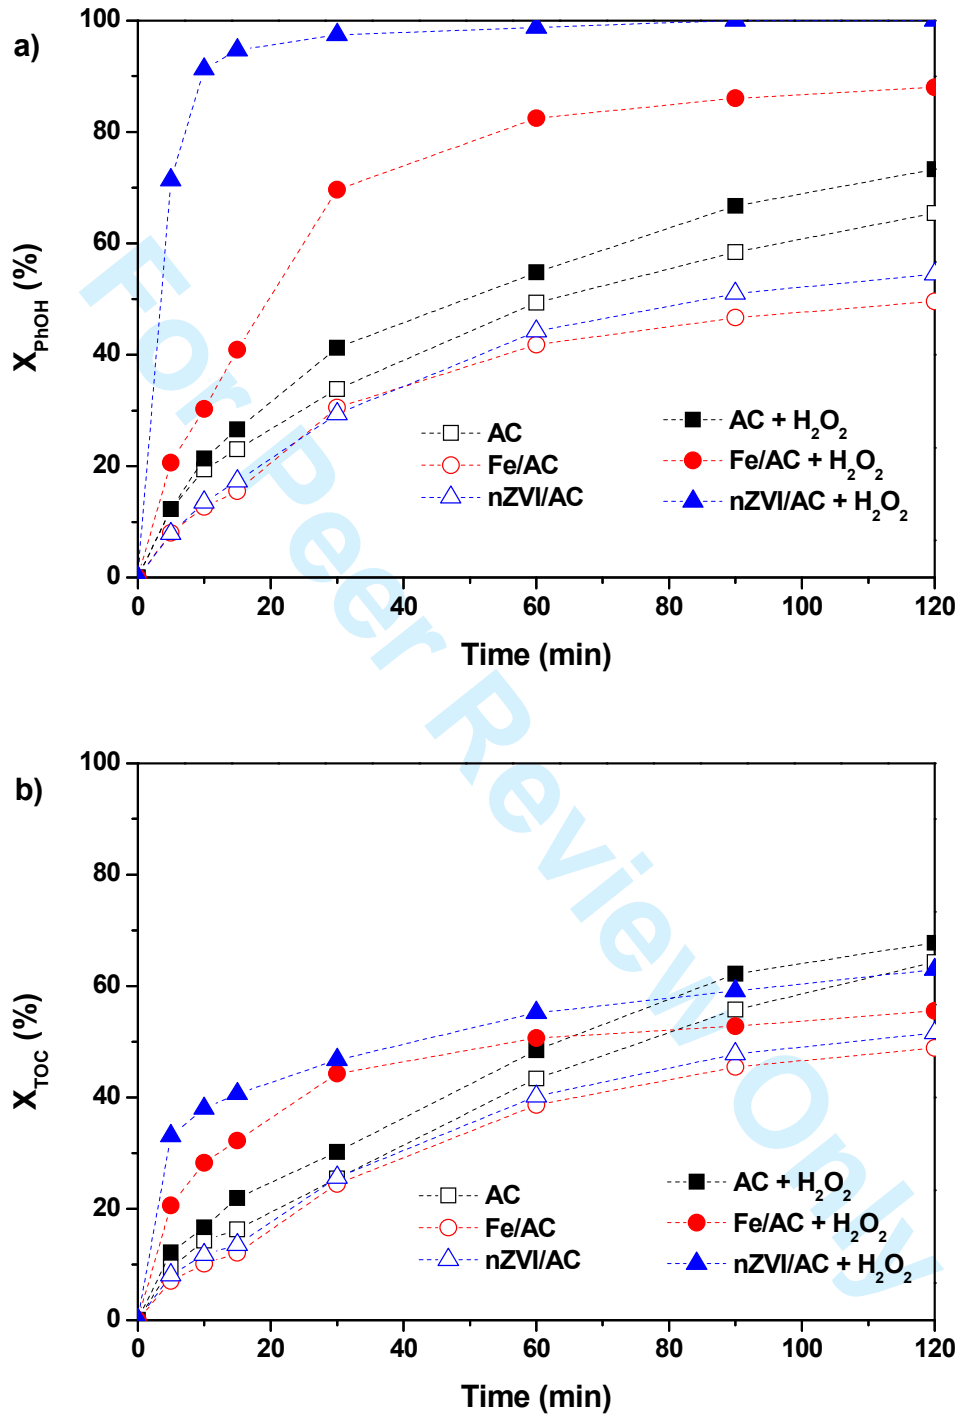 a)
100
80
60
40
20
0
X_PhOH (%)
AC
Fe/AC
nZVI/AC
AC + H₂O₂
Fe/AC + H₂O₂
nZVI/AC + H₂O₂
0 20 40 60 80 100 120
Time (min)
For Peer Review Only
b)
100
80
60
40
20
0
X_TOC (%)
AC
Fe/AC
nZVI/AC
AC + H₂O₂
Fe/AC + H₂O₂
nZVI/AC + H₂O₂
0 20 40 60 80 100 120
Time (min)